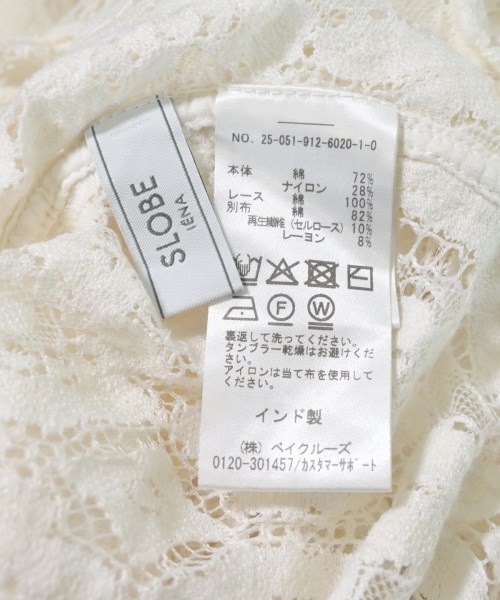 SLOBE
IENA
NO. 25-051-912-6020-1-0
本体 綿 72%
ナイロン 28%
レース 綿 100%
別布 綿 82%
再生繊維(セルロース) 10%
レーヨン 8%
F W
裏返して洗ってください。
タンブラー乾燥はお避けくだ
さい。
アイロンは当て布を使用して
ください。
インド製
(株) ベイクルーズ
0120-301457/カスタマーサポート